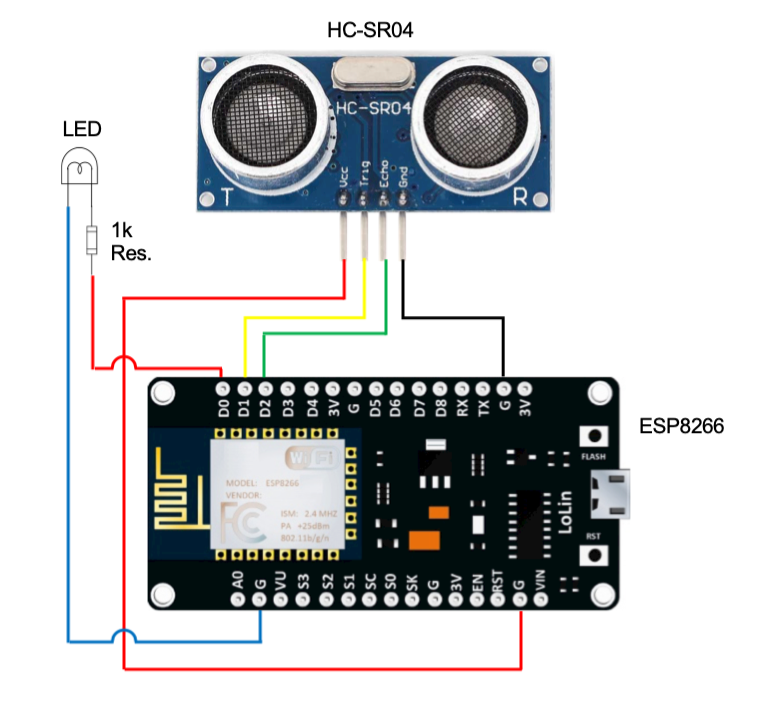 HC-SR04
HC-SR04
LED
Vcc
Trig
Echo
Gnd
T
R
1k
Res.
D0
D1
D2
D3
D4
3V
G
D5
D6
D7
D8
RX
TX
G
3V
ESP8266
FLASH
WiFi
MODEL: ESP8266
VENDOR:
FC
ISM: 2.4 MHZ
PA +25dBm
802.11b/g/n
LoLin
RST
A0
G
VU
S3
S2
S1
SC
S0
SK
G
3V
EN
RST
G
VIN